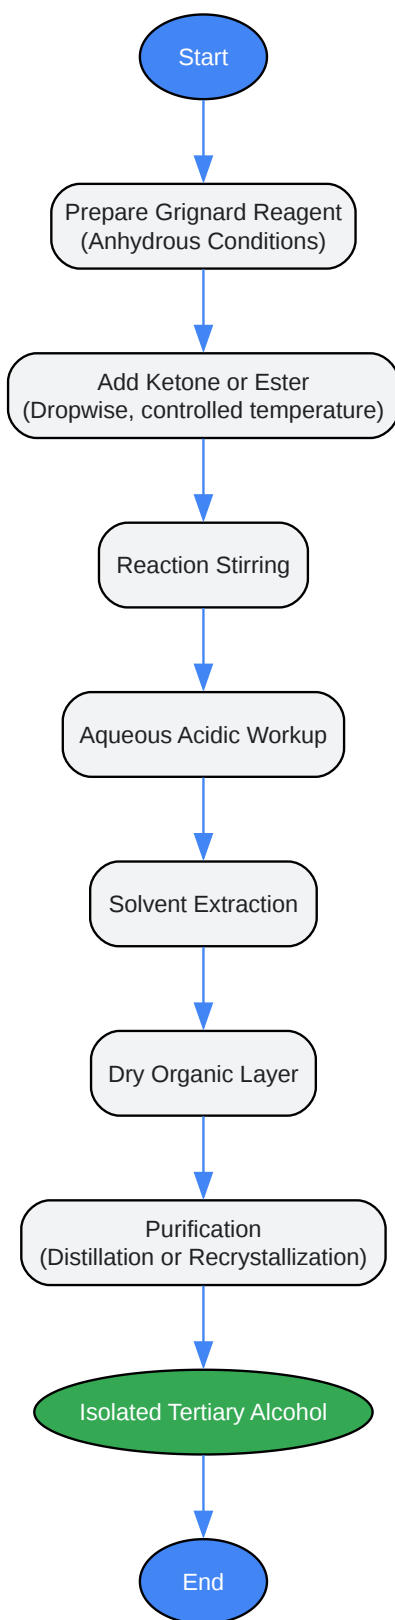 Start
Prepare Grignard Reagent
(Anhydrous Conditions)
Add Ketone or Ester
(Dropwise, controlled temperature)
Reaction Stirring
Aqueous Acidic Workup
Solvent Extraction
Dry Organic Layer
Purification
(Distillation or Recrystallization)
Isolated Tertiary Alcohol
End